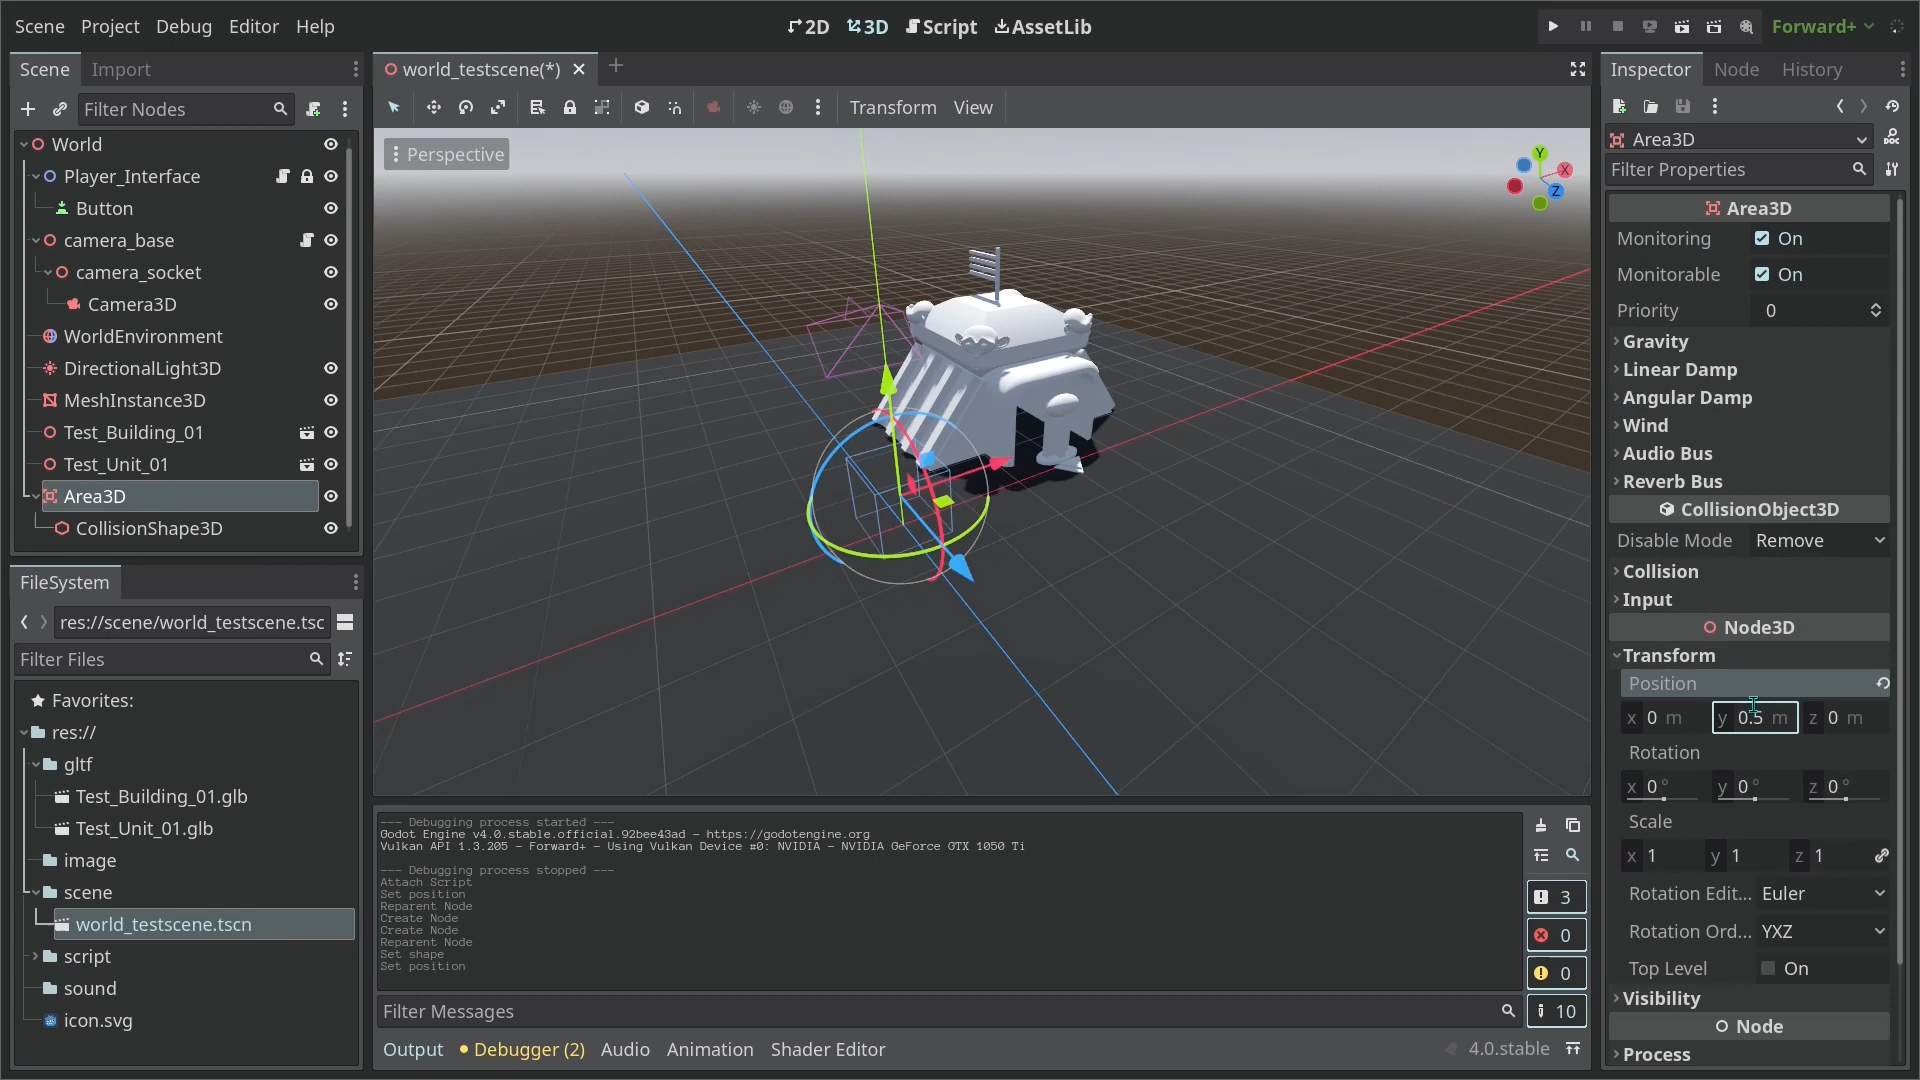 Scene Project Debug Editor Help
2D 3D Script AssetLib
Forward+
Scene Import
Filter Nodes
World
Player_Interface
Button
camera_base
camera_socket
Camera3D
WorldEnvironment
DirectionalLight3D
MeshInstance3D
Test_Building_01
Test_Unit_01
Area3D
CollisionShape3D
FileSystem
res://scene/world_testscene.tsc
Filter Files
Favorites:
res://
gltf
Test_Building_01.glb
Test_Unit_01.glb
image
scene
world_testscene.tscn
script
sound
icon.svg
world_testscene(*)
Transform View
Perspective
Y
X
Z
--- Debugging process started ---
Godot Engine v4.0.stable.official.92bee43ad - https://godotengine.org
Vulkan API 1.3.205 - Forward+ - Using Vulkan Device #0: NVIDIA - NVIDIA GeForce GTX 1050 Ti
--- Debugging process stopped ---
Attach Script
Set position
Reparent Node
Create Node
Create Node
Reparent Node
Set shape
Set position
3
0
0
10
Filter Messages
Output Debugger (2) Audio Animation Shader Editor
4.0.stable
Inspector Node History
Area3D
Filter Properties
Area3D
Monitoring On
Monitorable On
Priority 0
Gravity
Linear Damp
Angular Damp
Wind
Audio Bus
Reverb Bus
CollisionObject3D
Disable Mode Remove
Collision
Input
Node3D
Transform
Position
x 0 m y 0.5 m z 0 m
Rotation
x 0 ° y 0 ° z 0 °
Scale
x 1 y 1 z 1
Rotation Edit... Euler
Rotation Ord... YXZ
Top Level On
Visibility
Node
Process